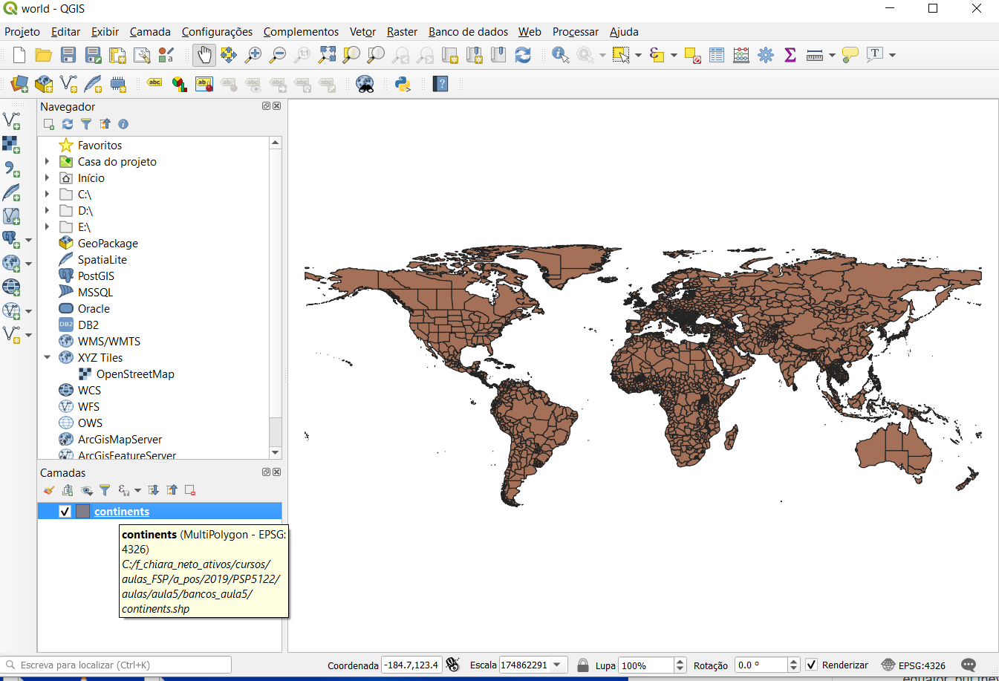 world - QGIS
Projeto Editar Exibir Camada Configurações Complementos Vetor Raster Banco de dados Web Processar Ajuda
Navegador
Favoritos
Casa do projeto
Início
C:\
D:\
E:\
GeoPackage
SpatiaLite
PostGIS
MSSQL
Oracle
DB2 DB2
WMS/WMTS
XYZ Tiles
OpenStreetMap
WCS
WFS
OWS
ArcGisMapServer
ArcGisFeatureServer
Camadas
continents
continents (MultiPolygon - EPSG:
4326)
C:/f_chiara_neto_ativos/cursos/
aulas_FSP/a_pos/2019/PSP5122/
aulas/aula5/bancos_aula5/
continents.shp
Escreva para localizar (Ctrl+K) Coordenada -184.7,123.4 Escala 174862291 Lupa 100% Rotação 0.0 º Renderizar EPSG:4326